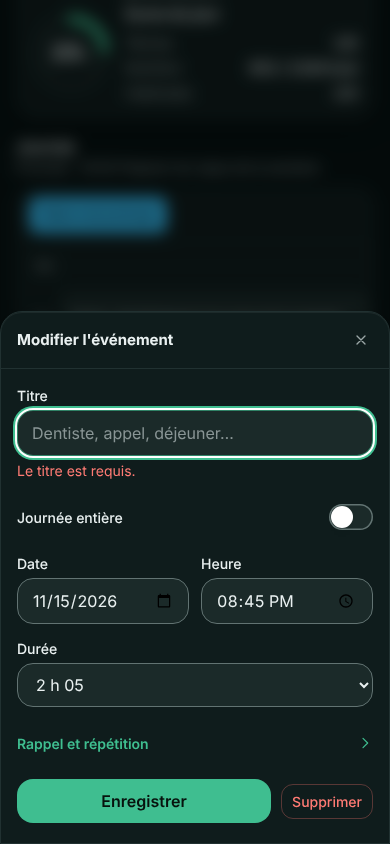 Modifier l'événement
Titre
Dentiste, appel, déjeuner...
Le titre est requis.
Journée entière
Date
Heure
11/15/2026
08:45 PM
Durée
2 h 05
Rappel et répétition
Enregistrer
Supprimer